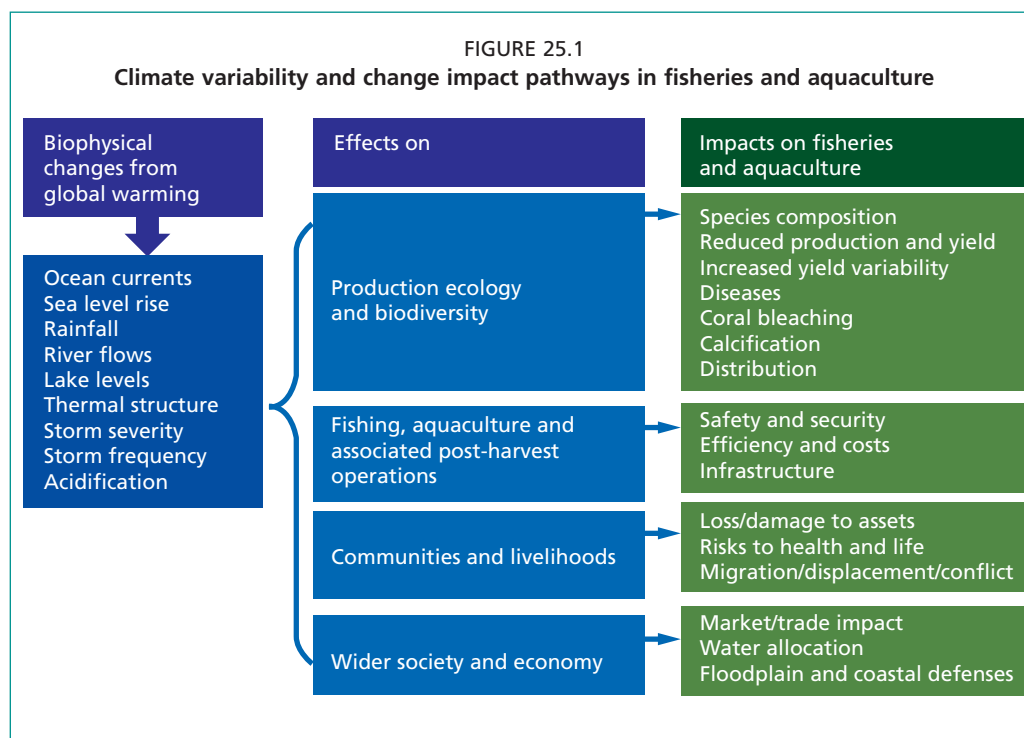 FIGURE 25.1
Climate variability and change impact pathways in fisheries and aquaculture
Biophysical
changes from
global warming
Effects on
Impacts on fisheries
and aquaculture
Ocean currents
Sea level rise
Rainfall
River flows
Lake levels
Thermal structure
Storm severity
Storm frequency
Acidification
Production ecology
and biodiversity
Species composition
Reduced production and yield
Increased yield variability
Diseases
Coral bleaching
Calcification
Distribution
Fishing, aquaculture and
associated post-harvest
operations
Safety and security
Efficiency and costs
Infrastructure
Communities and livelihoods
Loss/damage to assets
Risks to health and life
Migration/displacement/conflict
Wider society and economy
Market/trade impact
Water allocation
Floodplain and coastal defenses